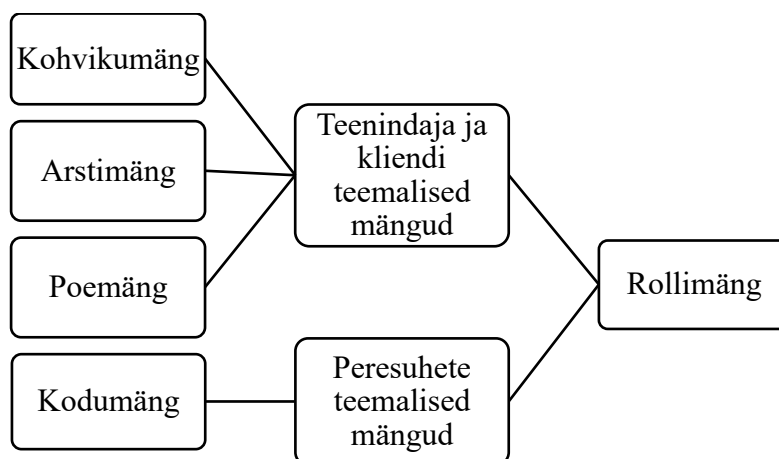 Kohvikumäng
Arstimäng
Poemäng
Kodumäng
Teenindaja ja
kliendi
teemalised
mängud
Peresuhete
teemalised
mängud
Rollimäng